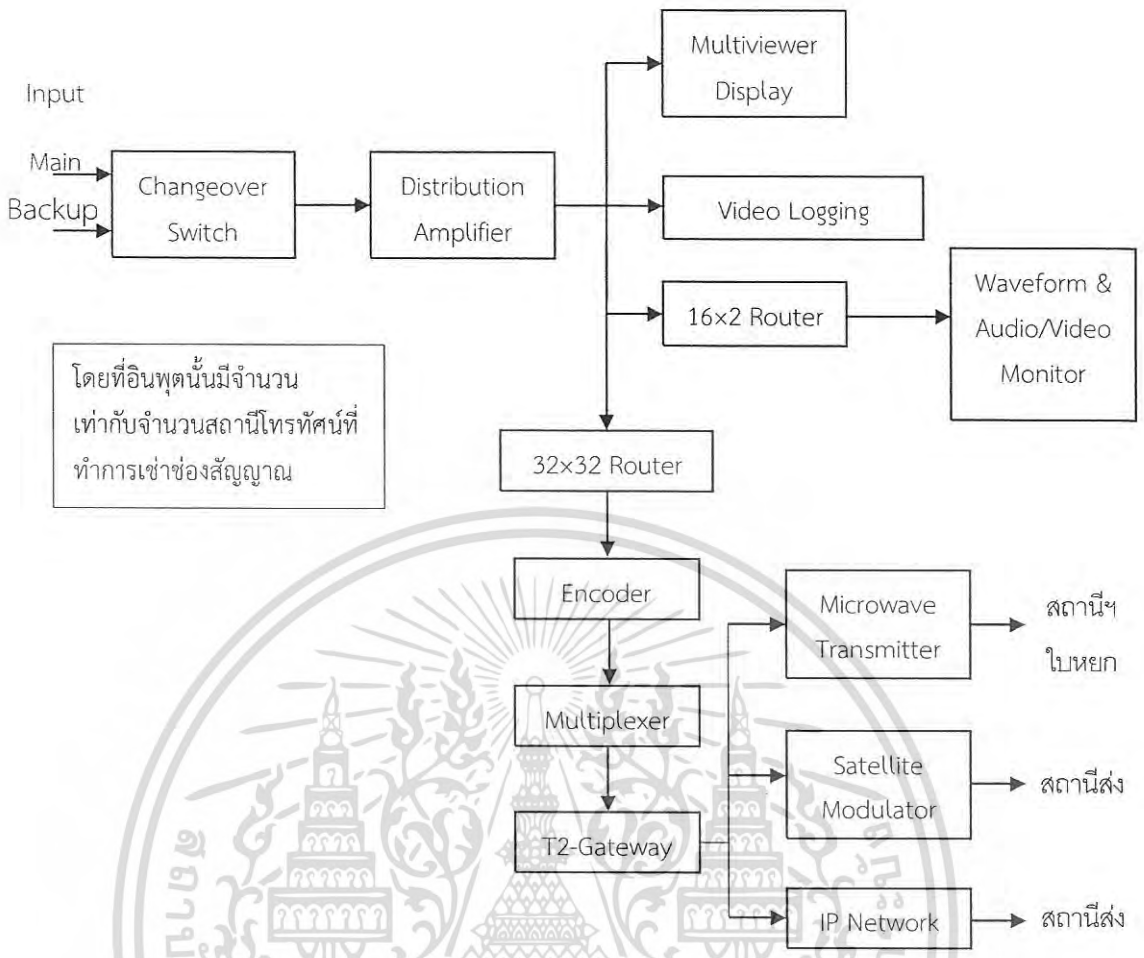 Multiviewer
Display
Input
Main
Backup
Changeover
Switch
Distribution
Amplifier
Video Logging
16×2 Router
Waveform &
Audio/Video
Monitor
โดยที่อินพุตนั้นมีจำนวน
เท่ากับจำนวนสถานีโทรทัศน์ที่
ทำการเช่าช่องสัญญาณ
32×32 Router
Encoder
Microwave
Transmitter
สถานีฯ
ใบหยก
Multiplexer
Satellite
Modulator
สถานีส่ง
T2-Gateway
IP Network
สถานีส่ง